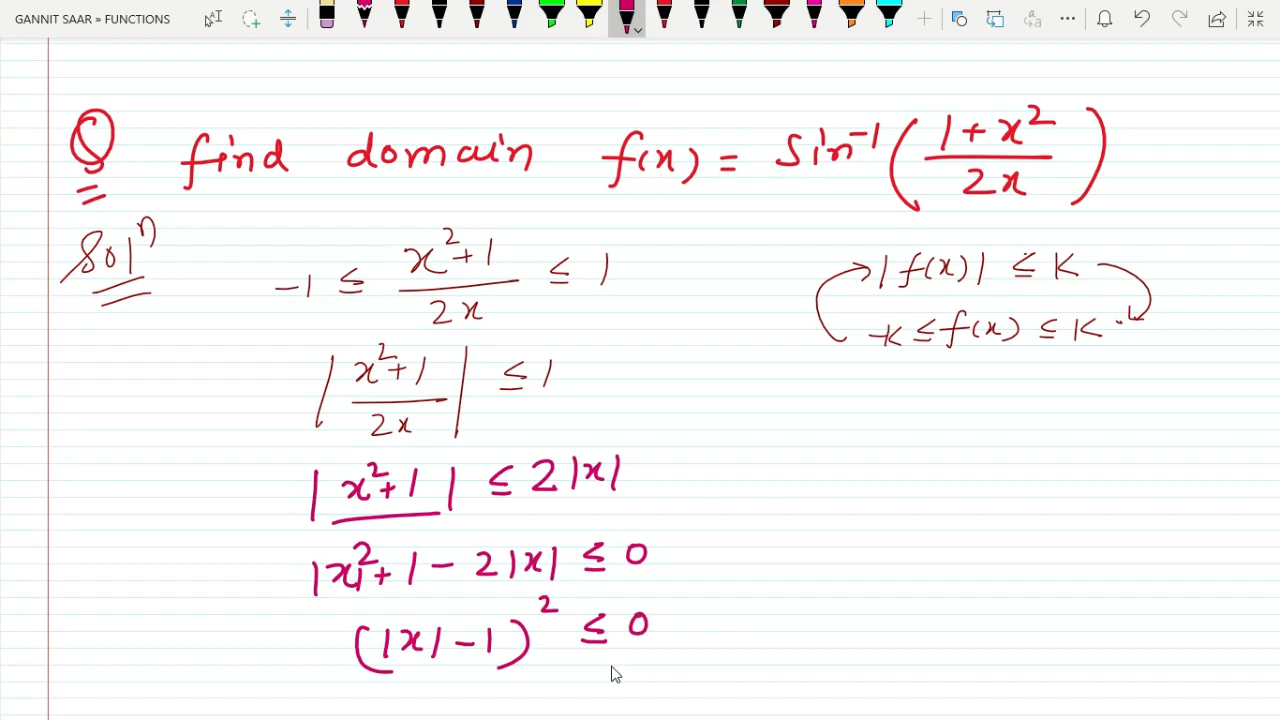 GANNIT SAAR » FUNCTIONS
Q find domain f(x) = Sin⁻¹ ( (1 + x²) / 2x )
Solⁿ
-1 ≤ (x² + 1) / 2x ≤ 1
|f(x)| ≤ K
-K ≤ f(x) ≤ K
| (x² + 1) / 2x | ≤ 1
| x² + 1 | ≤ 2 |x|
|x|² + 1 - 2 |x| ≤ 0
( |x| - 1 )² ≤ 0